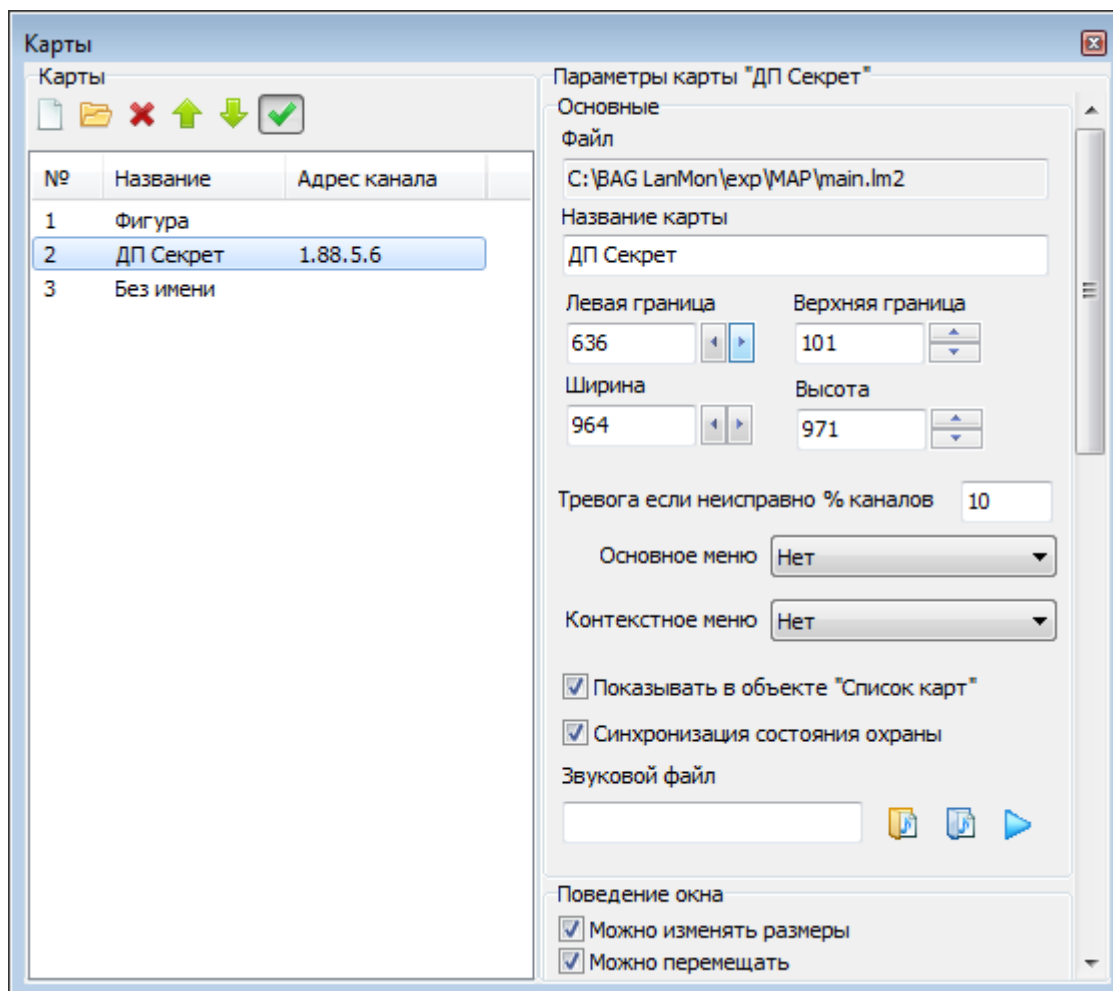 Карты
Карты
№ Название Адрес канала
1 Фигура
2 ДП Секрет 1.88.5.6
3 Без имени
Параметры карты "ДП Секрет"
Основные
Файл
C:\BAG LanMon\exp\MAP\main.lm2
Название карты
ДП Секрет
Левая граница Верхняя граница
636 101
Ширина Высота
964 971
Тревога если неисправно % каналов 10
Основное меню Нет
Контекстное меню Нет
Показывать в объекте "Список карт"
Синхронизация состояния охраны
Звуковой файл
Поведение окна
Можно изменять размеры
Можно перемещать